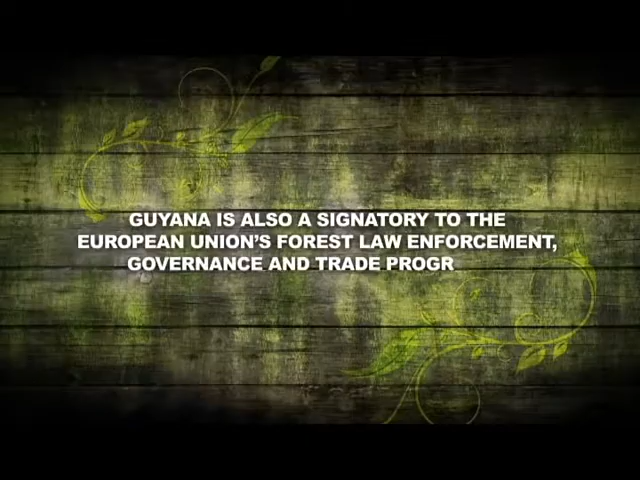 GUYANA IS ALSO A SIGNATORY TO THE
EUROPEAN UNION'S FOREST LAW ENFORCEMENT,
GOVERNANCE AND TRADE PROGR